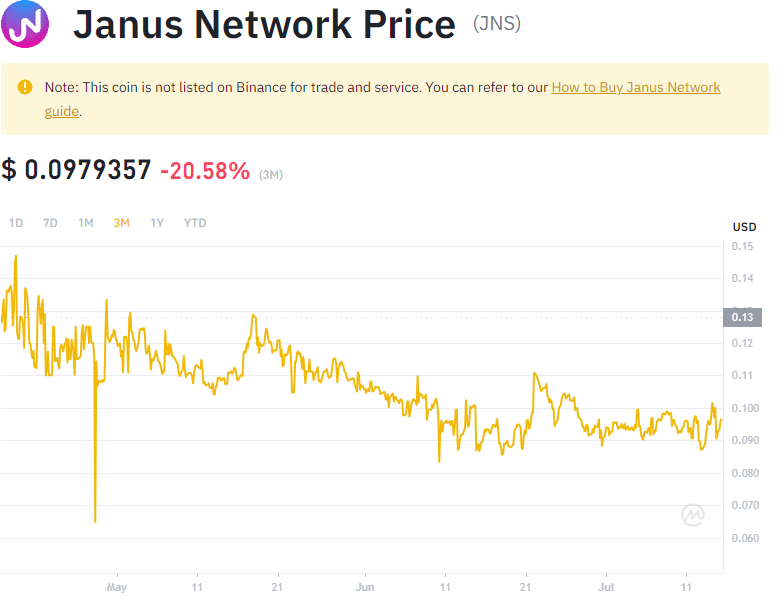 Janus Network Price (JNS)
Note: This coin is not listed on Binance for trade and service. You can refer to our How to Buy Janus Network
guide.
$ 0.0979357 -20.58% (3M)
1D 7D 1M 3M 1Y YTD
USD
0.15
0.14
0.13
0.12
0.11
0.100
0.090
0.080
0.070
0.060
May 11 21 Jun 11 21 Jul 11